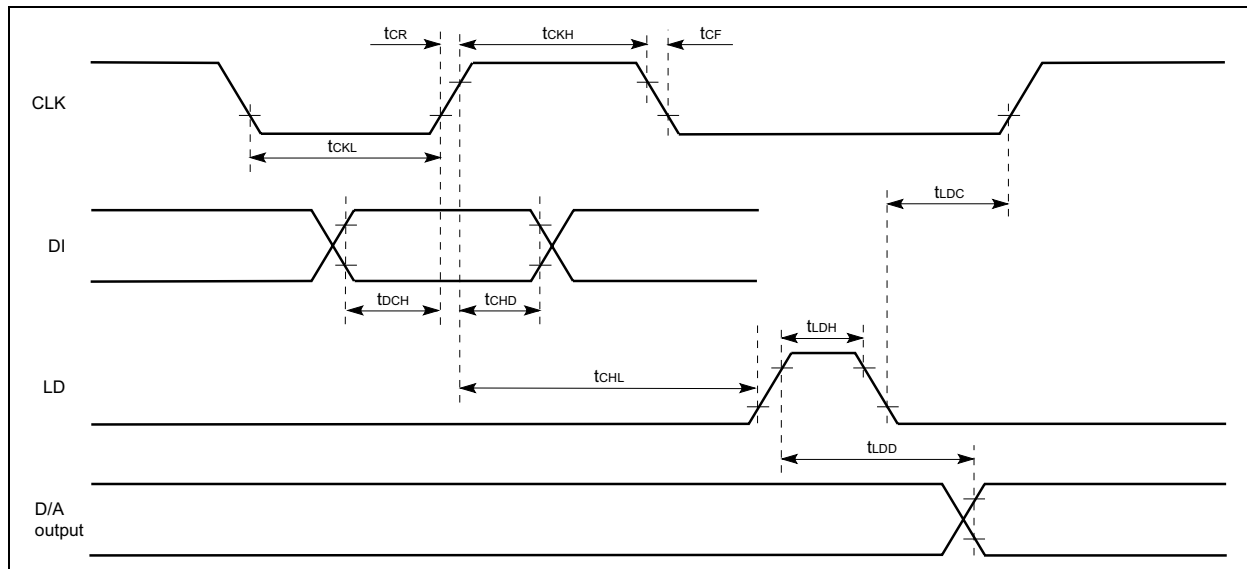 tCR
tCKH
tCF
CLK
tCKL
tLDC
DI
tDCH
tCHD
tLDH
LD
tCHL
tLDD
D/A
output